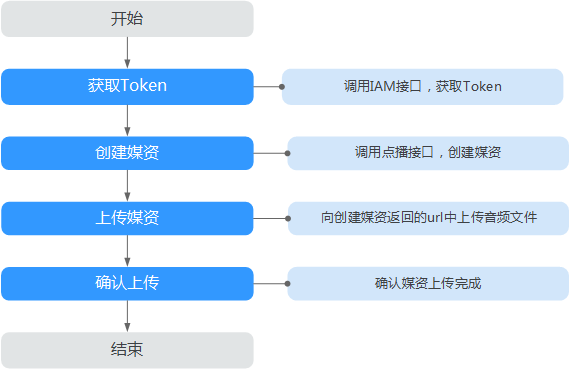 开始
获取Token
调用IAM接口，获取Token
创建媒资
调用点播接口，创建媒资
上传媒资
向创建媒资返回的url中上传音频文件
确认上传
确认媒资上传完成
结束